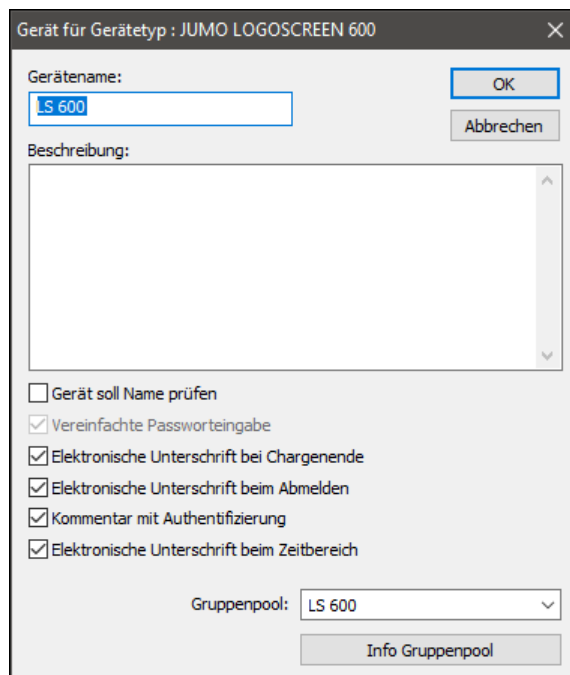 Gerät für Gerätetyp : JUMO LOGOSCREEN 600
Gerätename:
LS 600
OK
Abbrechen
Beschreibung:
Gerät soll Name prüfen
Vereinfachte Passworteingabe
Elektronische Unterschrift bei Chargenende
Elektronische Unterschrift beim Abmelden
Kommentar mit Authentifizierung
Elektronische Unterschrift beim Zeitbereich
Gruppenpool: LS 600
Info Gruppenpool